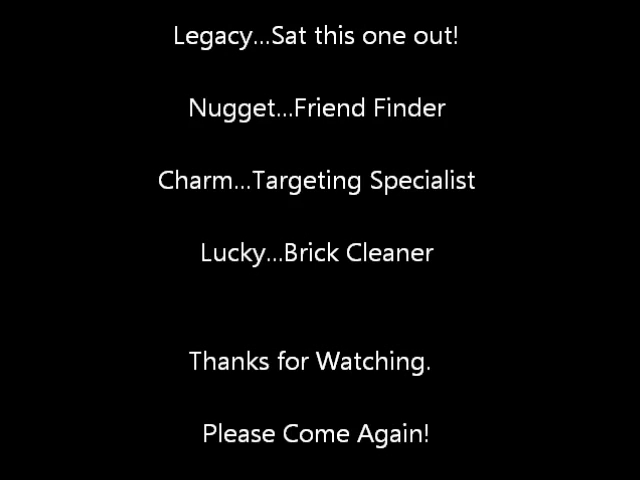 Legacy...Sat this one out!
Nugget...Friend Finder
Charm...Targeting Specialist
Lucky...Brick Cleaner
Thanks for Watching.
Please Come Again!